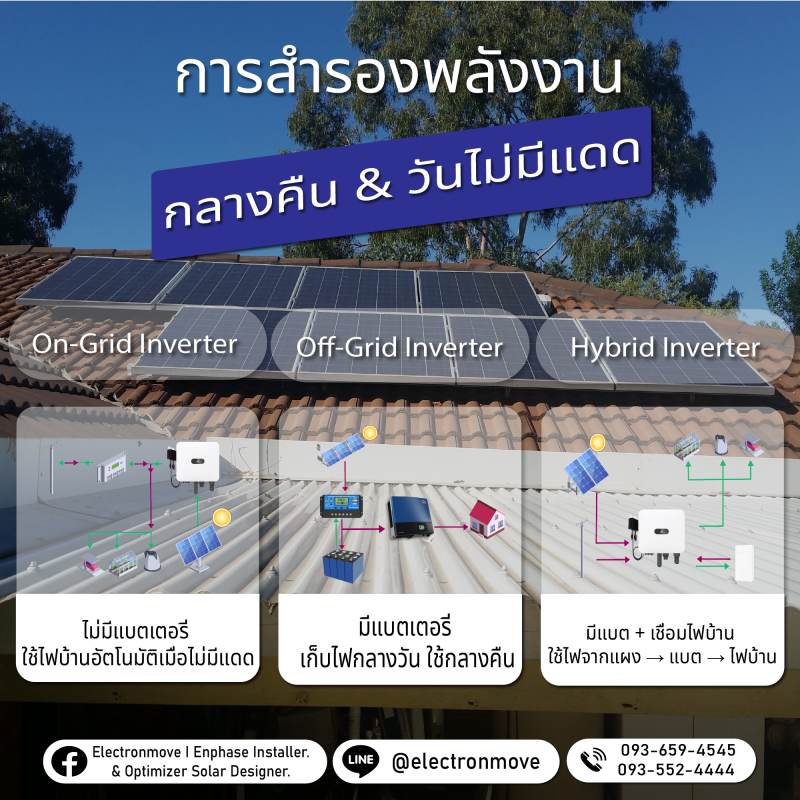 การสำรองพลังงาน
กลางคืน & วันไม่มีแดด
On-Grid Inverter
Off-Grid Inverter
Hybrid Inverter
ไม่มีแบตเตอรี่
ใช้ไฟบ้านอัตโนมัติเมื่อไม่มีแดด
มีแบตเตอรี่
เก็บไฟกลางวัน ใช้กลางคืน
มีแบต + เชื่อมไฟบ้าน
ใช้ไฟจากแผง → แบต → ไฟบ้าน
Electronmove I Enphase Installer.
& Optimizer Solar Designer.
LINE
@electronmove
093-659-4545
093-552-4444